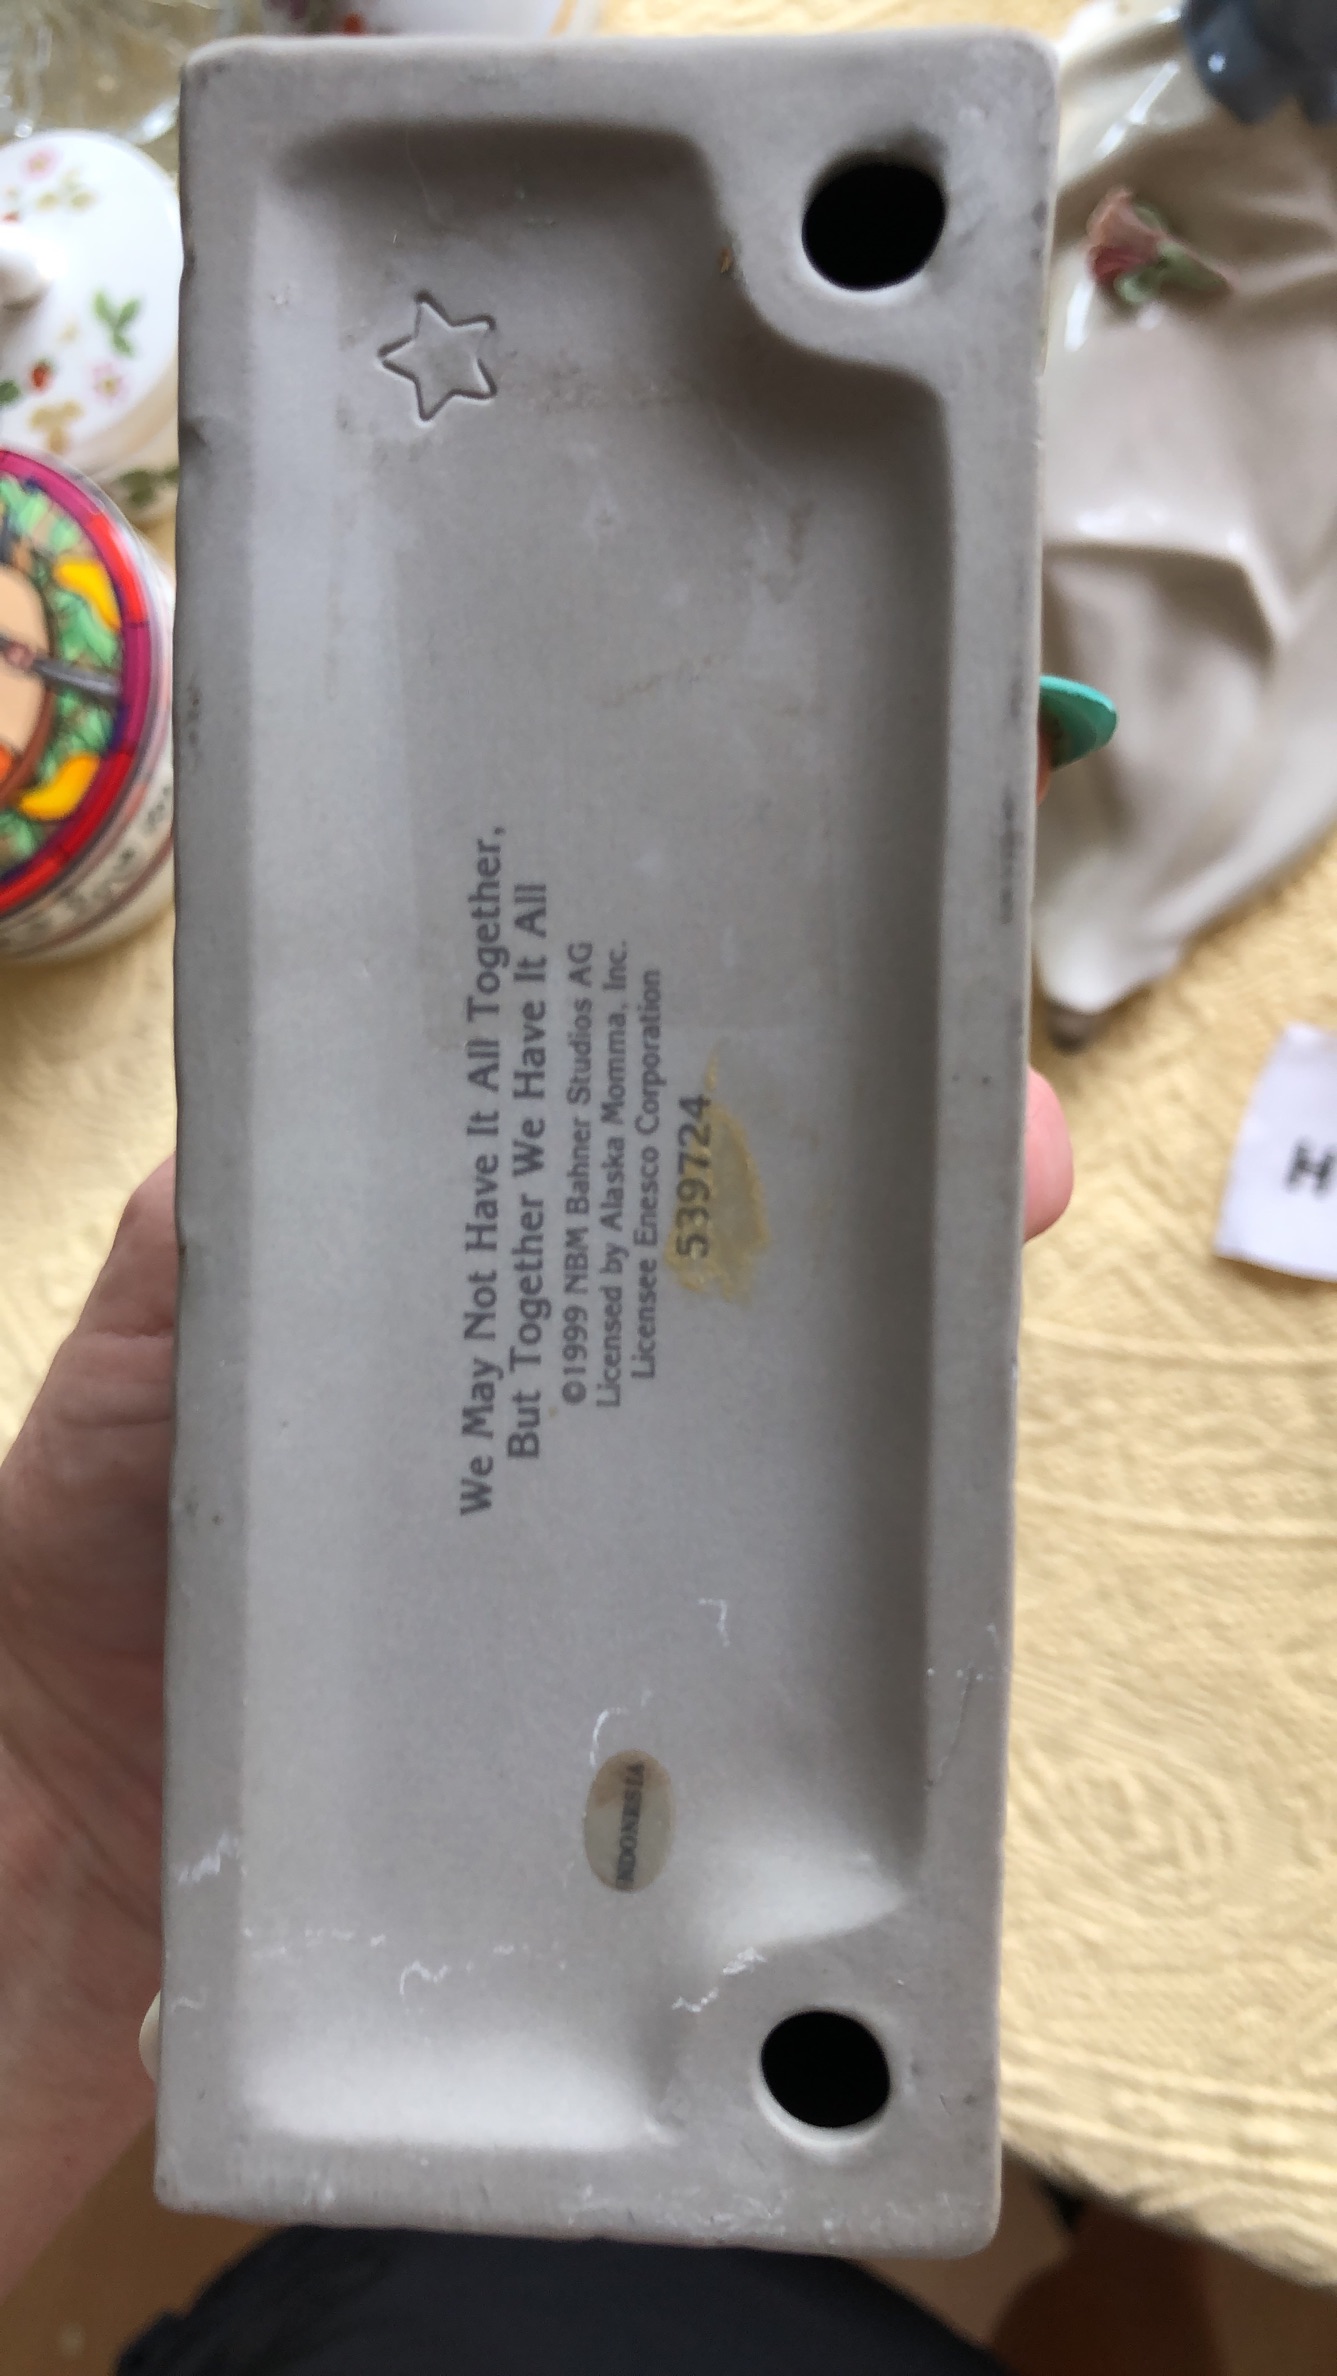 We May Not Have It All Together,
But Together We Have It All
©1999 NBM Bahner Studios AG
Licensed by Alaska Momma, Inc.
Licensee Enesco Corporation
539724
INDONESIA
H